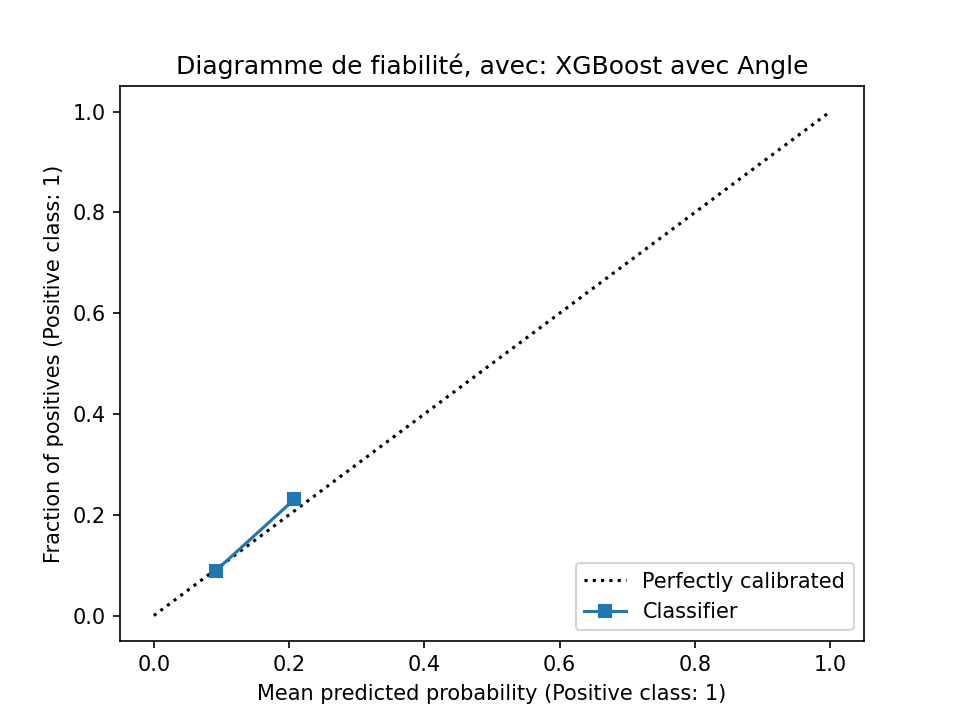 Diagramme de fiabilité, avec: XGBoost avec Angle
Fraction of positives (Positive class: 1)
1.0
0.8
0.6
0.4
0.2
0.0
0.0 0.2 0.4 0.6 0.8 1.0
Mean predicted probability (Positive class: 1)
Perfectly calibrated
Classifier